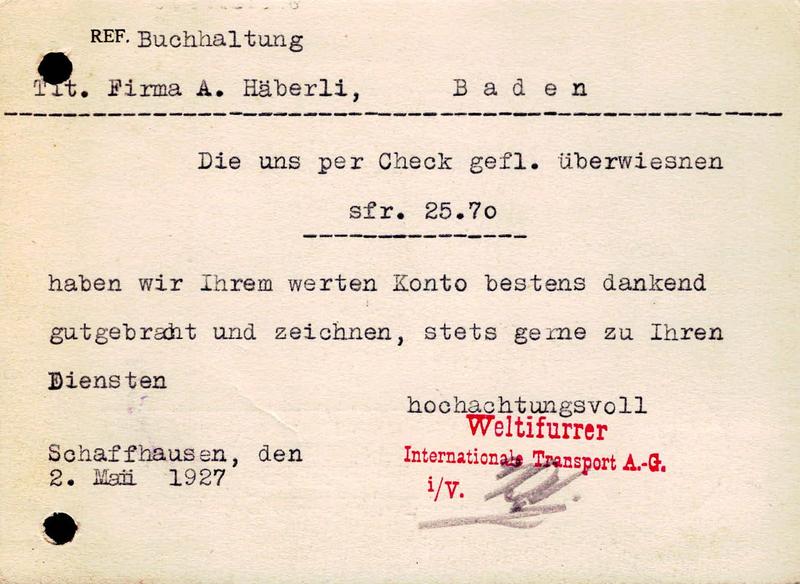 REF. Buchhaltung
Tit. Firma A. Häberli, Baden
Die uns per Check gefl. überwiesnen
sfr. 25.7o
haben wir Ihrem werten Konto bestens dankend
gutgebracht und zeichnen, stets gerne zu Ihren
Diensten
hochachtungsvoll
Weltifurrer
Internationale Transport A.-G.
i/V.
Schaffhausen, den
2. Mai 1927